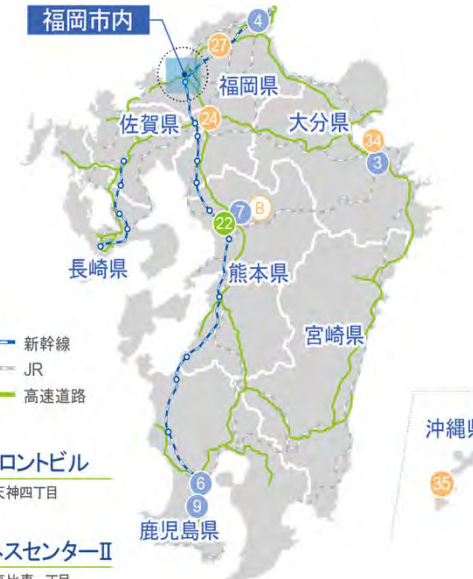 福岡市内
4
27
福岡県
佐賀県
24
大分県
34
3
7
8
22
長崎県
熊本県
宮崎県
新幹線
JR
高速道路
沖縄県
35
ロントビル
天神四丁目
6
9
鹿児島県
スセンターII